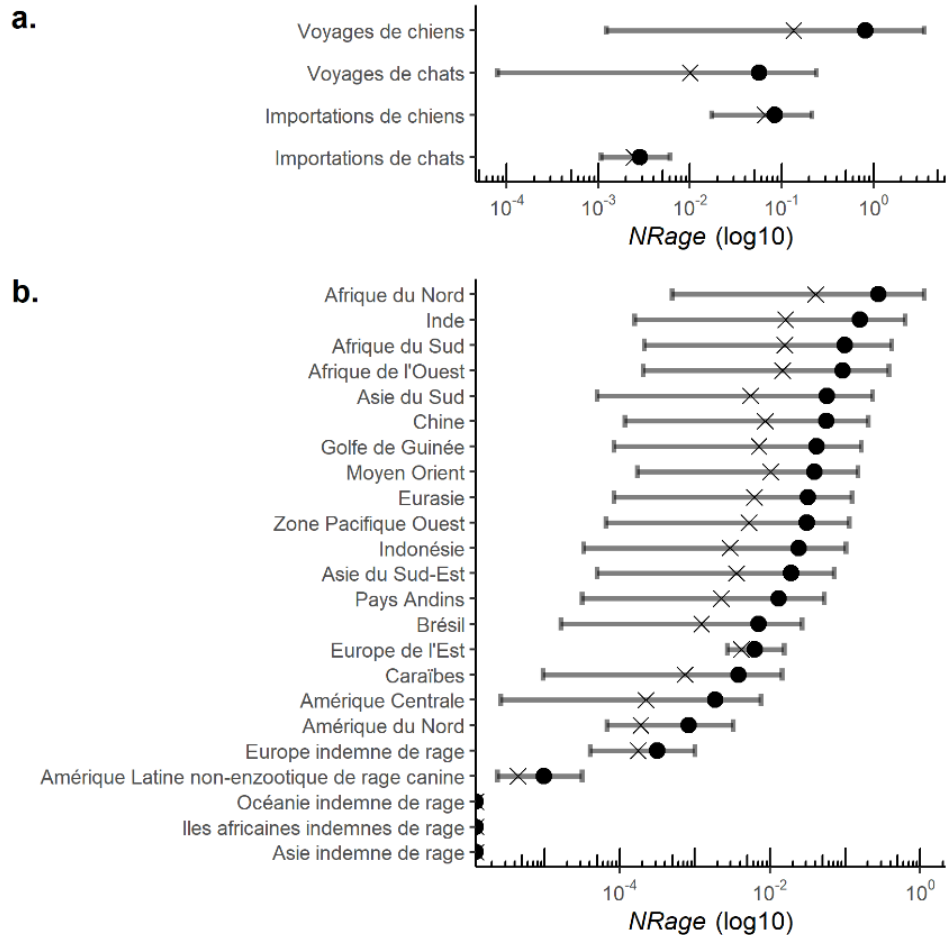 a.
Voyages de chiens
Voyages de chats
Importations de chiens
Importations de chats
10-4 10-3 10-2 10-1 100
NRage (log10)
b.
Afrique du Nord
Inde
Afrique du Sud
Afrique de l'Ouest
Asie du Sud
Chine
Golfe de Guinée
Moyen Orient
Eurasie
Zone Pacifique Ouest
Indonésie
Asie du Sud-Est
Pays Andins
Brésil
Europe de l'Est
Caraïbes
Amérique Centrale
Amérique du Nord
Europe indemne de rage
Amérique Latine non-enzootique de rage canine
Océanie indemne de rage
Iles africaines indemnes de rage
Asie indemne de rage
10-4 10-2 100
NRage (log10)